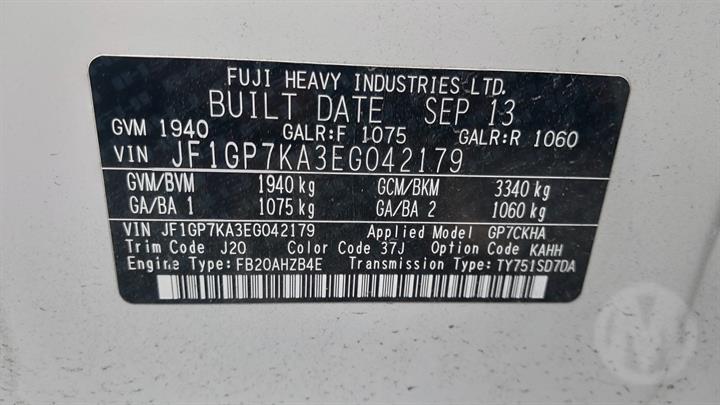 FUJI HEAVY INDUSTRIES LTD.
BUILT DATE SEP 13
GVM 1940 GALR:F 1075 GALR:R 1060
VIN JF1GP7KA3EG042179
GVM/BVM 1940 kg GCM/BKM 3340 kg
GA/BA 1 1075 kg GA/BA 2 1060 kg
VIN JF1GP7KA3EG042179 Applied Model GP7CKHA
Trim Code J20 Color Code 37J Option Code KAHH
Engine Type:FB20AHZB4E Transmission Type:TY751SD7DA